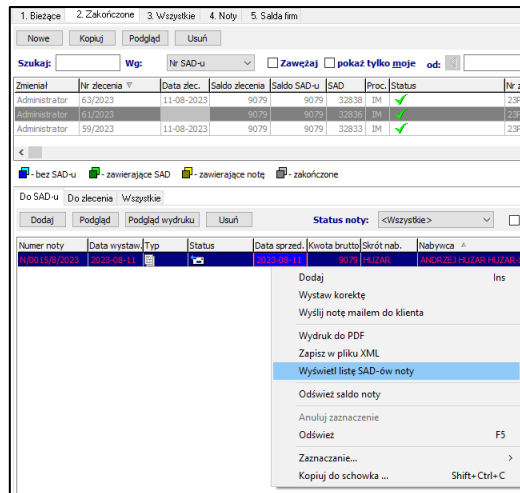 1. Bieżące 2. Zakończone 3. Wszystkie 4. Noty 5. Salda firm
Nowe Kopiuj Podgląd Usuń
Szukaj: Wg: Nr SAD-u Zawężaj pokaż tylko moje od:
Zmieniał Nr zlecenia Data zlec. Saldo zlecenia Saldo SAD-u SAD Proc. Status Nr z
Administrator 63/2023 11-08-2023 9079 9079 32838 IM 23P
Administrator 61/2023 9079 9079 32836 IM 23P
Administrator 59/2023 11-08-2023 9079 9079 32833 IM 23P
- bez SAD-u - zawierające SAD - zawierające notę - zakończone
Do SAD-u Do zlecenia Wszystkie
Dodaj Podgląd Podgląd wydruku Usuń Status noty: <Wszystkie>
Numer noty Data wystaw. Typ Status Data sprzed. Kwota brutto Skrót nab. Nabywca
N/0015/8/2023 2023-08-11 2023-08-11 9079 HUZAR ANDRZEJ HUZAR HUZAR-S
Dodaj Ins
Wystaw korektę
Wyślij notę mailem do klienta
Wydruk do PDF
Zapisz w pliku XML
Wyświetl listę SAD-ów noty
Odśwież saldo noty
Anuluj zaznaczenie
Odśwież F5
Zaznaczanie...
Kopiuj do schowka ... Shift+Ctrl+C